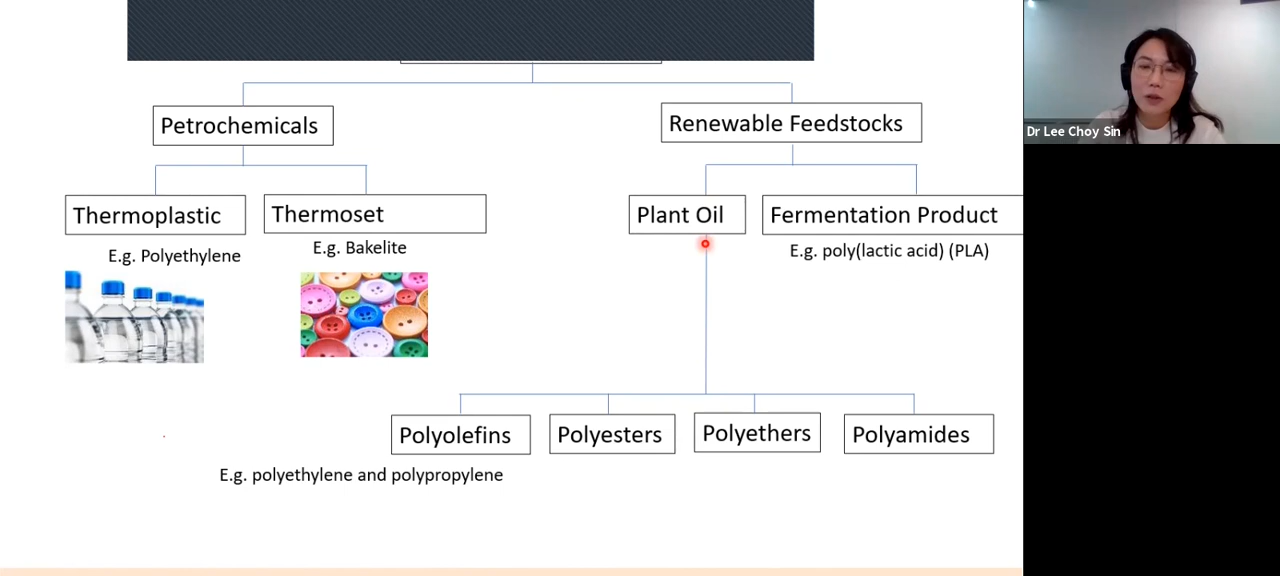 Petrochemicals
Renewable Feedstocks
Dr Lee Choy Sin
Thermoplastic
Thermoset
Plant Oil
Fermentation Product
E.g. Polyethylene
E.g. Bakelite
E.g. poly(lactic acid) (PLA)
Polyolefins
Polyesters
Polyethers
Polyamides
E.g. polyethylene and polypropylene